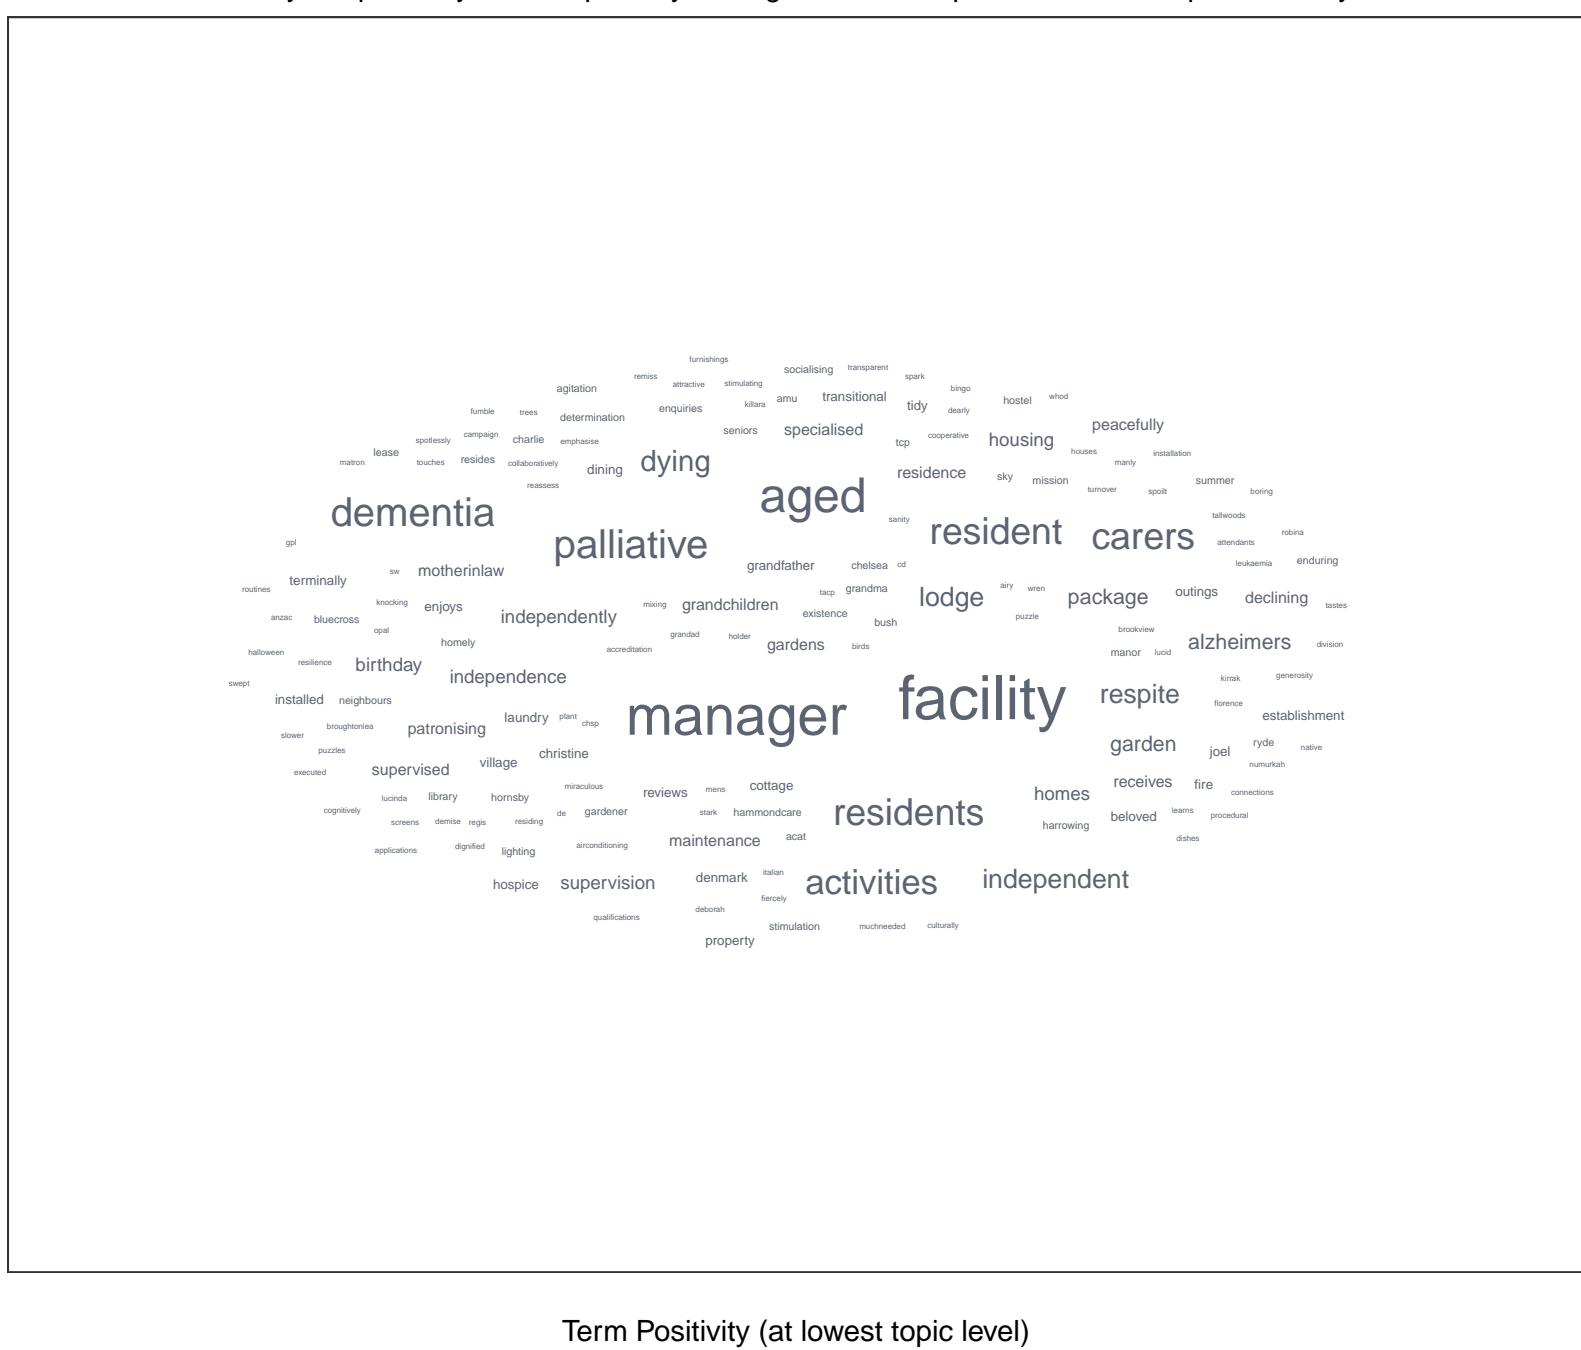 furnishings
socialising transparent
remiss attractive stimulating spark
agitation bingo
killara amu transitional hostel whod
fumble trees determination enquiries tidy dearly
peacefully
seniors specialised
spotlessly campaign charlie emphasise tcp cooperative housing
lease houses installation
matron touches resides collaboratively dining dying residence manly
sky mission summer
reassess turnover spoilt boring
aged
dementia sanity tallwoods
resident carers robina
gpl palliative attendants
grandfather chelsea cd leukaemia enduring
sw motherinlaw
terminally
routines tacp grandma airy wren outings
knocking enjoys mixing grandchildren lodge package declining tastes
anzac bluecross independently existence bush puzzle
opal brookview
homely grandad holder gardens birds alzheimers division
halloween accreditation manor lucid
resilience birthday
swept independence kirrak generosity
installed neighbours facility respite florence
broughtonlea laundry plant chsp manager establishment
slower patronising
puzzles christine garden joel ryde native
executed supervised village numurkah
miraculous mens cottage receives fire
lucinda library hornsby reviews homes connections
cognitively residing de gardener stark hammondcare residents beloved learns procedural
screens demise regis harrowing
applications dignified lighting airconditioning maintenance acat dishes
hospice supervision denmark italian activities independent
fiercely
qualifications deborah
stimulation muchneeded culturally
property
Term Positivity (at lowest topic level)